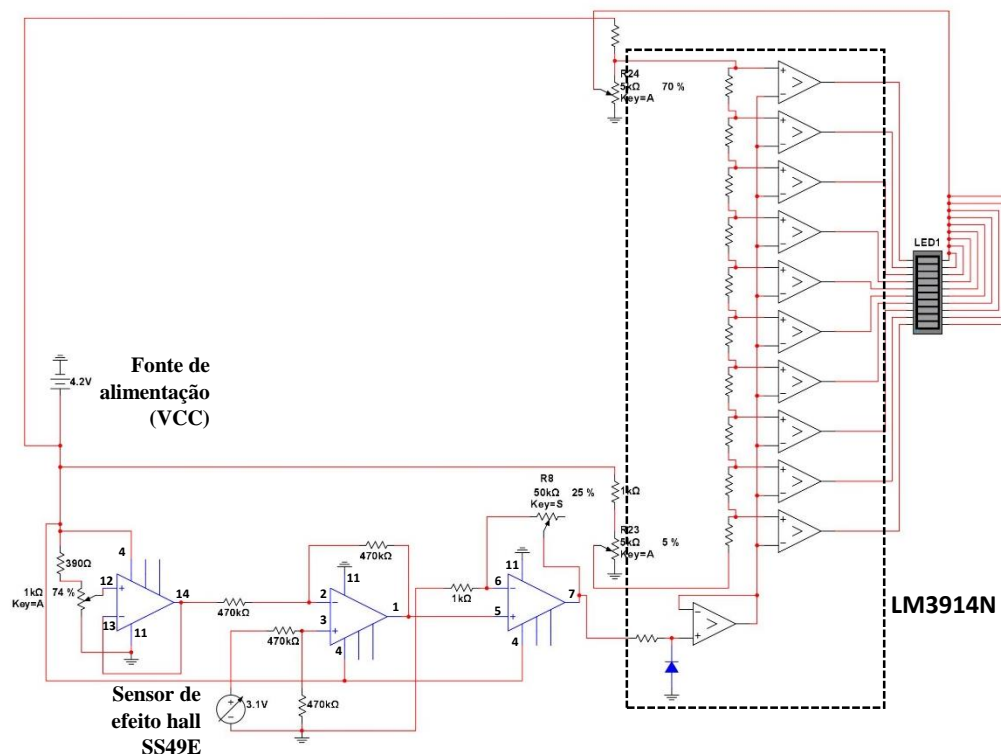 R24
5kΩ 70 %
Key=A
LED1
Fonte de
alimentação
(VCC)
4.2V
R8
50kΩ 25 %
Key=S
1kΩ
R23
5kΩ 5 %
Key=A
4
390Ω
1kΩ 74 %
Key=A
12
13
14
11
470kΩ
470kΩ
11
2
3
1
4
470kΩ
470kΩ
1kΩ
11
6
5
7
4
LM3914N
Sensor de
efeito hall
SS49E
3.1V